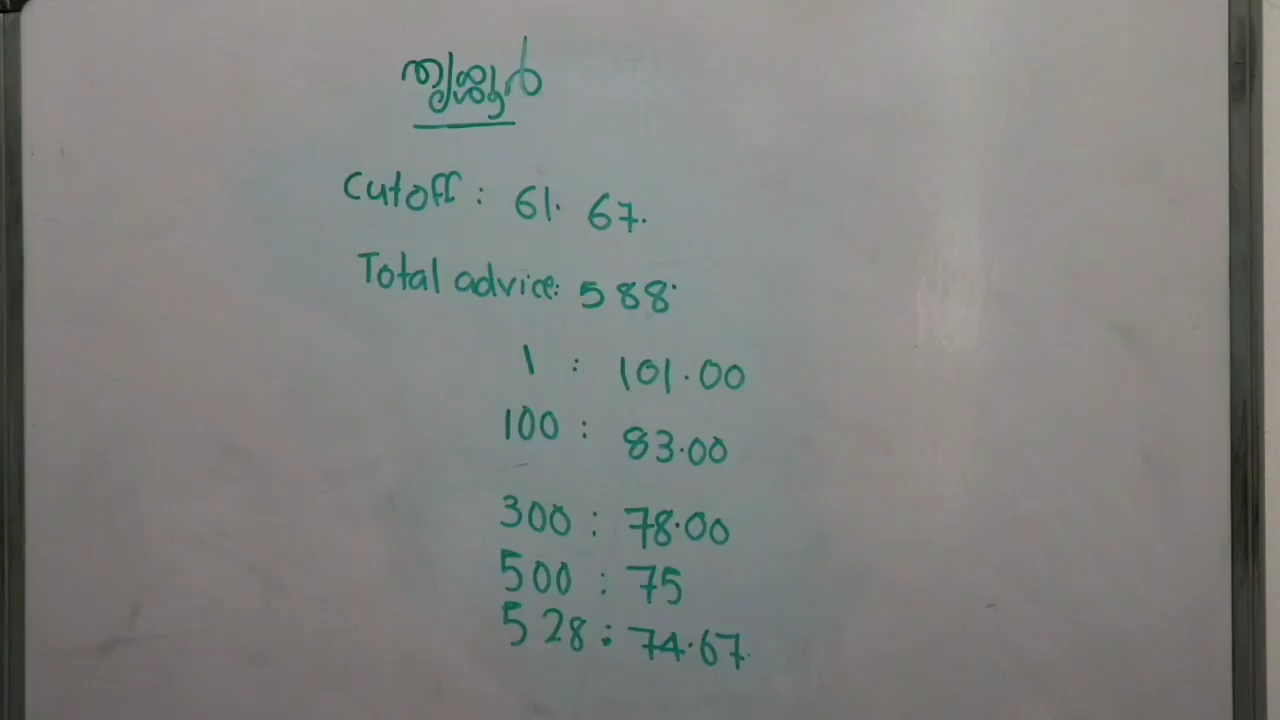 തൃശ്ശൂർ
Cutoff : 61.67.
Total advice: 588.
1 : 101.00
100 : 83.00
300 : 78.00
500 : 75
528 : 74.67.